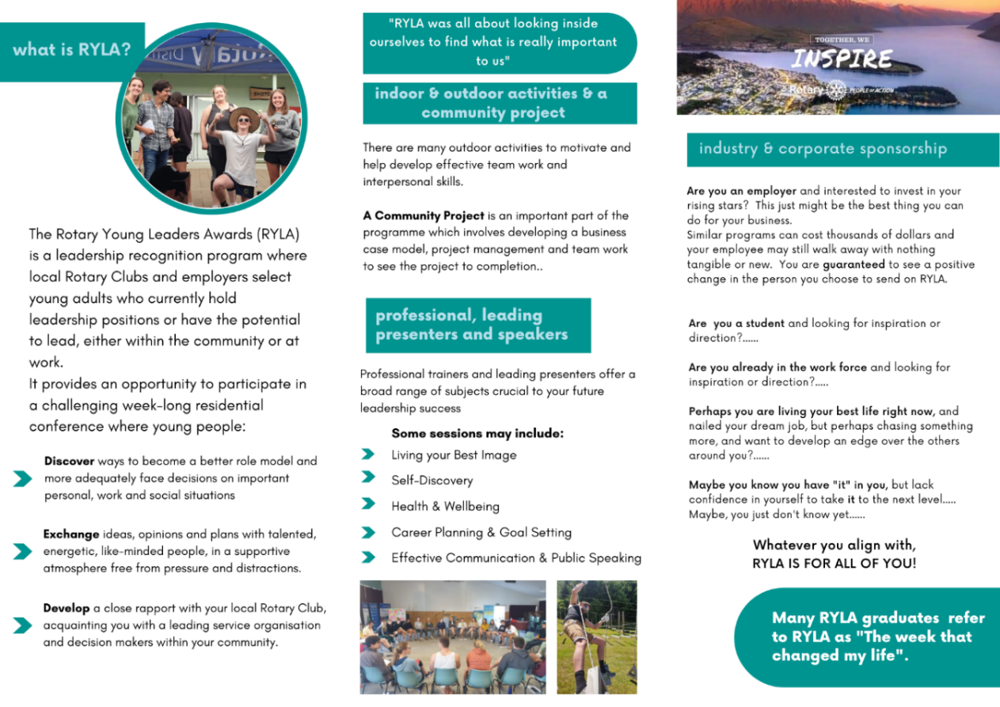 what is RYLA?
The Rotary Young Leaders Awards (RYLA)
is a leadership recognition program where
local Rotary Clubs and employers select
young adults who currently hold
leadership positions or have the potential
to lead, either within the community or at
work.
It provides an opportunity to participate in
a challenging week-long residential
conference where young people:
Discover ways to become a better role model and
more adequately face decisions on important
personal, work and social situations
Exchange ideas, opinions and plans with talented,
energetic, like-minded people, in a supportive
atmosphere free from pressure and distractions.
Develop a close rapport with your local Rotary Club,
acquainting you with a leading service organisation
and decision makers within your community.
"RYLA was all about looking inside
ourselves to find what is really important
to us"
indoor & outdoor activities & a
community project
There are many outdoor activities to motivate and
help develop effective team work and
interpersonal skills.
A Community Project is an important part of the
programme which involves developing a business
case model, project management and team work
to see the project to completion..
professional, leading
presenters and speakers
Professional trainers and leading presenters offer a
broad range of subjects crucial to your future
leadership success
Some sessions may include:
Living your Best Image
Self-Discovery
Health & Wellbeing
Career Planning & Goal Setting
Effective Communication & Public Speaking
TOGETHER, WE
INSPIRE
Rotary PEOPLE OF ACTION
industry & corporate sponsorship
Are you an employer and interested to invest in your
rising stars? This just might be the best thing you can
do for your business.
Similar programs can cost thousands of dollars and
your employee may still walk away with nothing
tangible or new. You are guaranteed to see a positive
change in the person you choose to send on RYLA.
Are you a student and looking for inspiration or
direction?......
Are you already in the work force and looking for
inspiration or direction?.....
Perhaps you are living your best life right now, and
nailed your dream job, but perhaps chasing something
more, and want to develop an edge over the others
around you?......
Maybe you know you have "it" in you, but lack
confidence in yourself to take it to the next level.....
Maybe, you just don't know yet......
Whatever you align with,
RYLA IS FOR ALL OF YOU!
Many RYLA graduates refer
to RYLA as "The week that
changed my life".